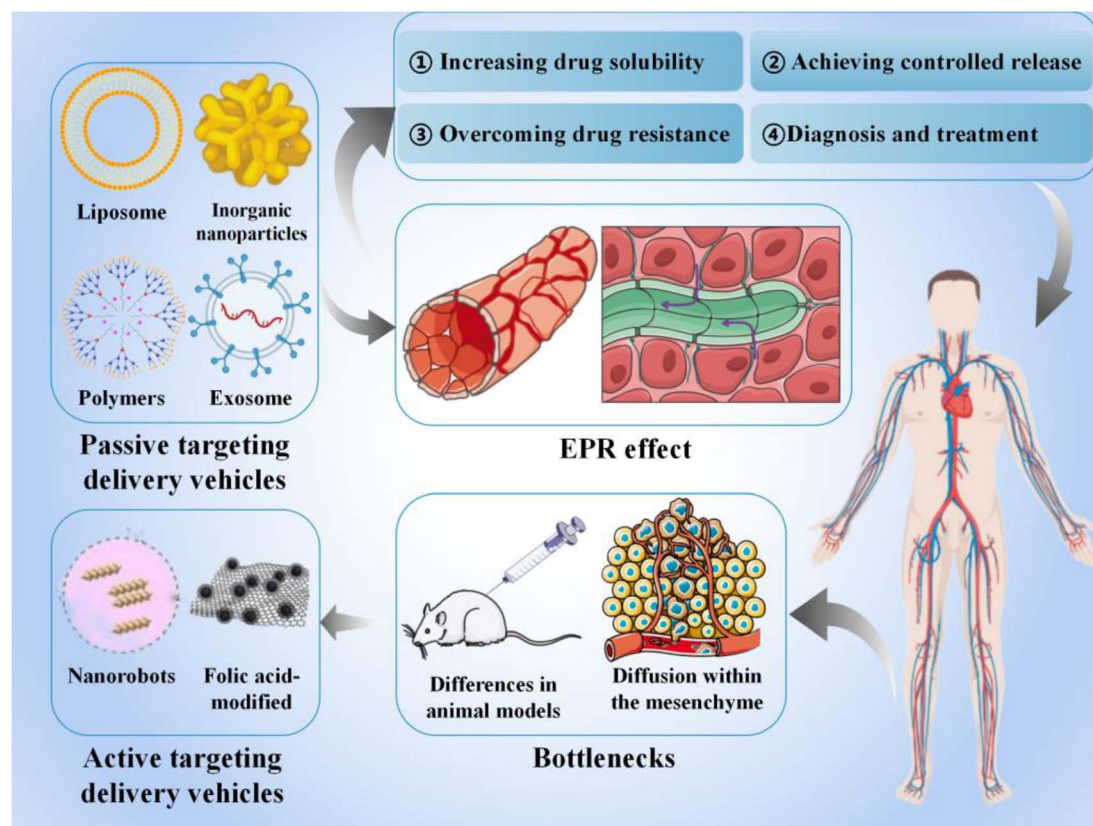 ① Increasing drug solubility
② Achieving controlled release
③ Overcoming drug resistance
④Diagnosis and treatment
Liposome
Inorganic
nanoparticles
Polymers
Exosome
Passive targeting
delivery vehicles
EPR effect
Nanorobots
Folic acid-
modified
Active targeting
delivery vehicles
Differences in
animal models
Diffusion within
the mesenchyme
Bottlenecks